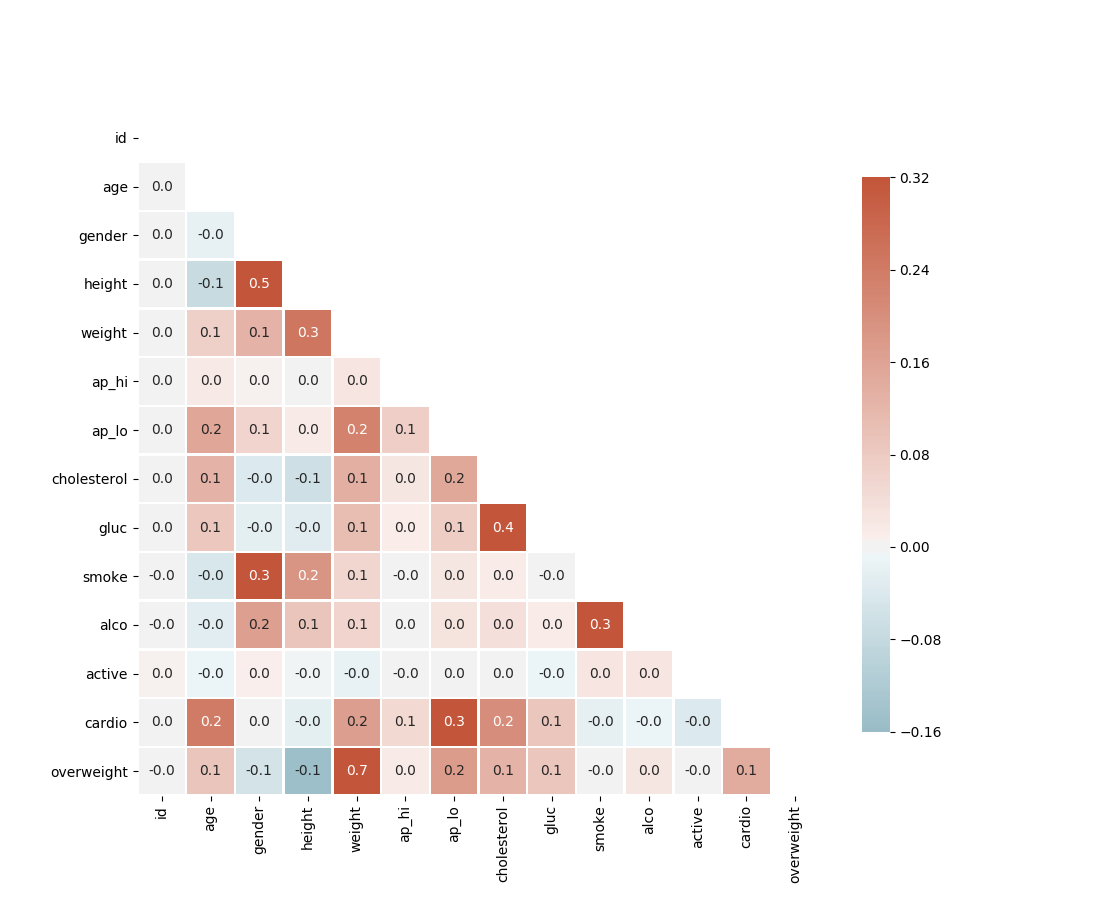 id
age 0.0
gender 0.0 -0.0
height 0.0 -0.1 0.5
weight 0.0 0.1 0.1 0.3
ap_hi 0.0 0.0 0.0 0.0 0.0
ap_lo 0.0 0.2 0.1 0.0 0.2 0.1
cholesterol 0.0 0.1 -0.0 -0.1 0.1 0.0 0.2
gluc 0.0 0.1 -0.0 -0.0 0.1 0.0 0.1 0.4
smoke -0.0 -0.0 0.3 0.2 0.1 -0.0 0.0 0.0 -0.0
alco -0.0 -0.0 0.2 0.1 0.1 0.0 0.0 0.0 0.0 0.3
active 0.0 -0.0 0.0 -0.0 -0.0 -0.0 0.0 0.0 -0.0 0.0 0.0
cardio 0.0 0.2 0.0 -0.0 0.2 0.1 0.3 0.2 0.1 -0.0 -0.0 -0.0
overweight -0.0 0.1 -0.1 -0.1 0.7 0.0 0.2 0.1 0.1 -0.0 0.0 -0.0 0.1
id age gender height weight ap_hi ap_lo cholesterol gluc smoke alco active cardio overweight
0.32
0.24
0.16
0.08
0.00
−0.08
−0.16